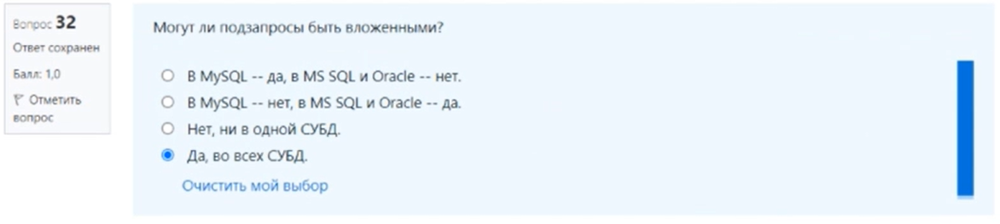 Вопрос 32
Ответ сохранен
Балл: 1,0
Отметить
вопрос
Могут ли подзапросы быть вложенными?
В MySQL -- да, в MS SQL и Oracle -- нет.
В MySQL -- нет, в MS SQL и Oracle -- да.
Нет, ни в одной СУБД.
Да, во всех СУБД.
Очистить мой выбор